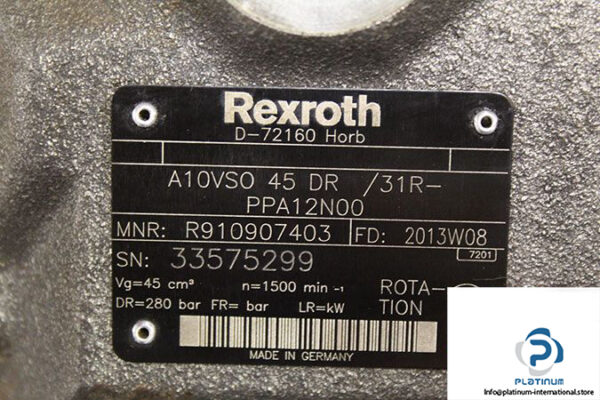 Rexroth
D-72160 Horb
A10VSO 45 DR /31R-
PPA12N00
MNR: R910907403 FD: 2013W08
7201
SN: 33575299
Vg=45 cm³ n=1500 min -1 ROTA-
TION
DR=280 bar FR= bar LR=kW
MADE IN GERMANY
PLATINUM
Info@platinum-international.store